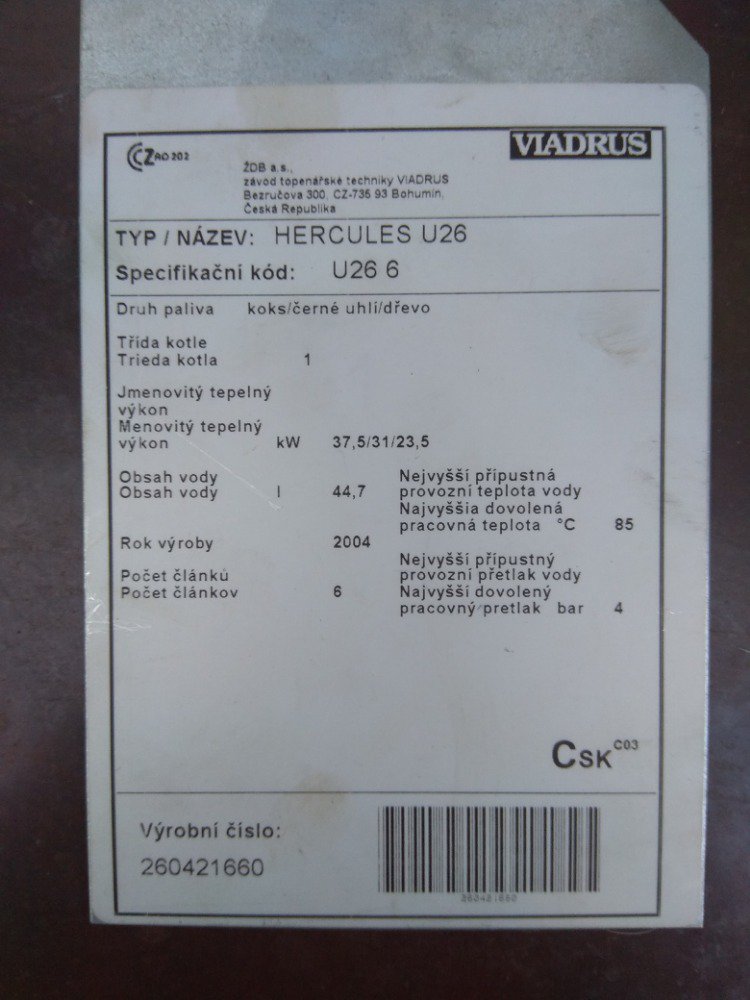 CCZ AO 202
VIADRUS
ŽDB a.s.,
závod topenářské techniky VIADRUS
Bezručova 300, CZ-735 93 Bohumín,
Česká Republika
TYP / NÁZEV: HERCULES U26
Specifikační kód: U26 6
Druh paliva koks/černé uhlí/dřevo
Třída kotle
Trieda kotla 1
Jmenovitý tepelný
výkon
Menovitý tepelný
výkon kW 37,5/31/23,5
Obsah vody
Obsah vody l 44,7
Nejvyšší přípustná
provozní teplota vody
Najvyššia dovolená
pracovná teplota °C 85
Rok výroby 2004
Nejvyšší přípustný
provozní přetlak vody
Najvyšší dovolený
pracovný pretlak bar 4
Počet článků
Počet článkov 6
CSK C03
Výrobní číslo:
260421660
260421660